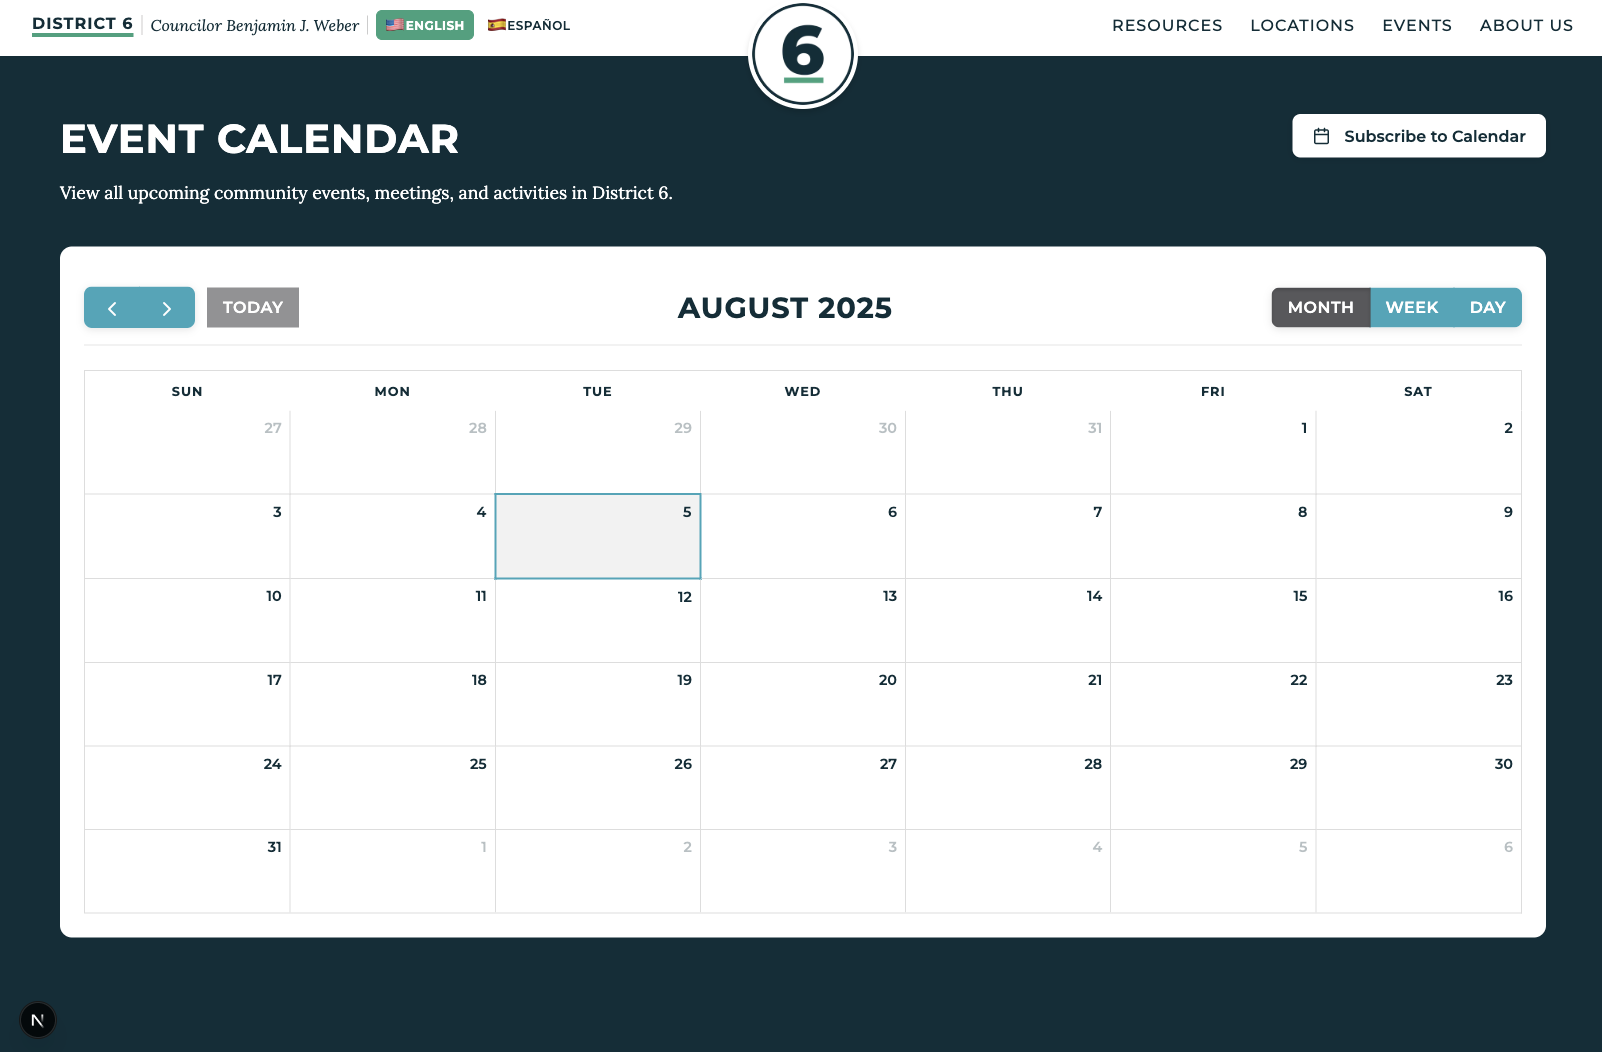 DISTRICT 6 Councilor Benjamin J. Weber ENGLISH ESPAÑOL 6 RESOURCES LOCATIONS EVENTS ABOUT US
EVENT CALENDAR
Subscribe to Calendar
View all upcoming community events, meetings, and activities in District 6.
TODAY AUGUST 2025 MONTH WEEK DAY
SUN MON TUE WED THU FRI SAT
27 28 29 30 31 1 2
3 4 5 6 7 8 9
10 11 12 13 14 15 16
17 18 19 20 21 22 23
24 25 26 27 28 29 30
31 1 2 3 4 5 6
N